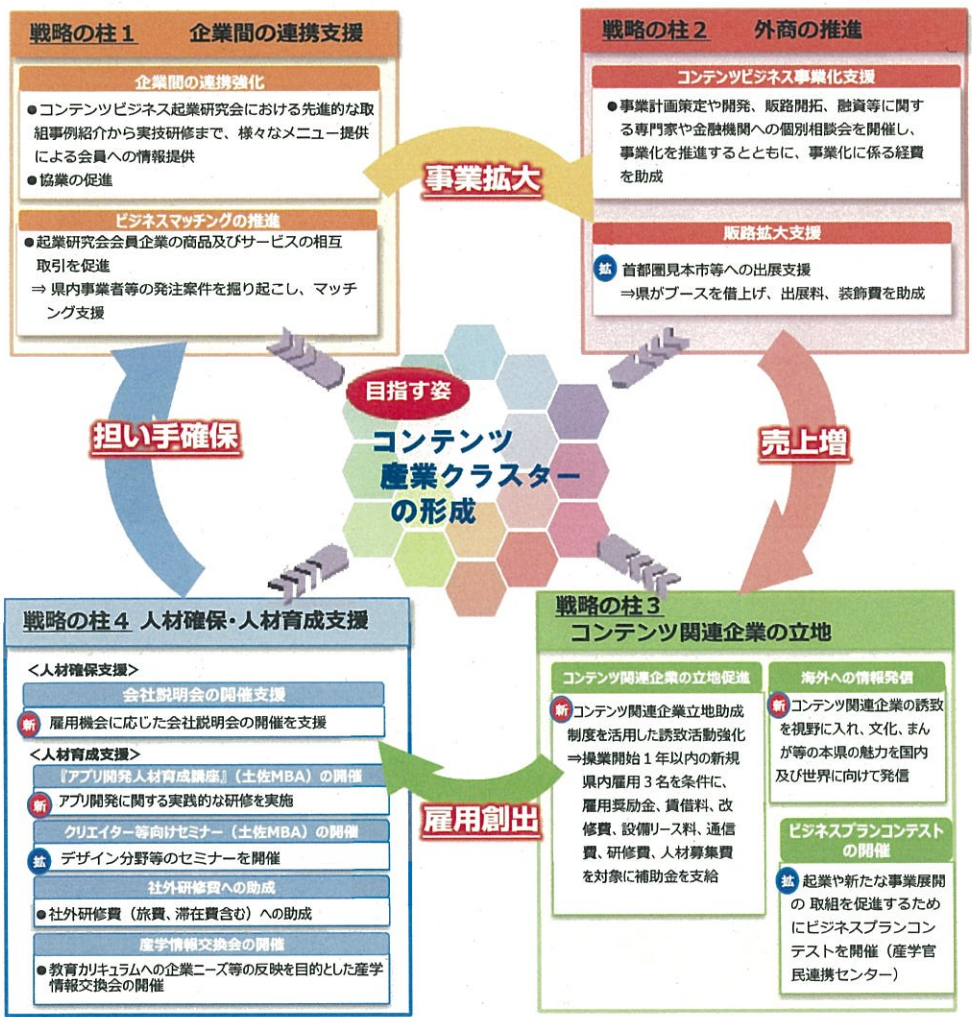 戦略の柱1 企業間の連携支援
企業間の連携強化
●コンテンツビジネス起業研究会における先進的な取
組事例紹介から実技研修まで、様々なメニュー提供
による会員への情報提供
●協業の促進
ビジネスマッチングの推進
●起業研究会会員企業の商品及びサービスの相互
取引を促進
⇒ 県内事業者等の発注案件を掘り起こし、マッチ
ング支援
事業拡大
戦略の柱2 外商の推進
コンテンツビジネス事業化支援
●事業計画策定や開発、販路開拓、融資等に関す
る専門家や金融機関への個別相談会を開催し、
事業化を推進するとともに、事業化に係る経費
を助成
販路拡大支援
拡 首都圏見本市等への出展支援
⇒県がブースを借上げ、出展料、装飾費を助成
担い手確保
目指す姿
コンテンツ
産業クラスター
の形成
売上増
戦略の柱4 人材確保・人材育成支援
<人材確保支援>
会社説明会の開催支援
新 雇用機会に応じた会社説明会の開催を支援
<人材育成支援>
『アプリ開発人材育成講座』(土佐MBA)の開催
新 アプリ開発に関する実践的な研修を実施
クリエイター等向けセミナー(土佐MBA)の開催
拡 デザイン分野等のセミナーを開催
社外研修費への助成
●社外研修費(旅費、滞在費含む)への助成
産学情報交換会の開催
●教育カリキュラムへの企業ニーズ等の反映を目的とした産学
情報交換会の開催
雇用創出
戦略の柱3
コンテンツ関連企業の立地
コンテンツ関連企業の立地促進
新 コンテンツ関連企業立地助成
制度を活用した誘致活動強化
⇒操業開始1年以内の新規
県内雇用3名を条件に、
雇用奨励金、賃借料、改
修費、設備リース料、通信
費、研修費、人材募集費
を対象に補助金を支給
海外への情報発信
新 コンテンツ関連企業の誘致
を視野に入れ、文化、まん
が等の本県の魅力を国内
及び世界に向けて発信
ビジネスプランコンテスト
の開催
拡 起業や新たな事業展開
の 取組を促進するため
にビジネスプランコン
テストを開催(産学官
民連携センター)